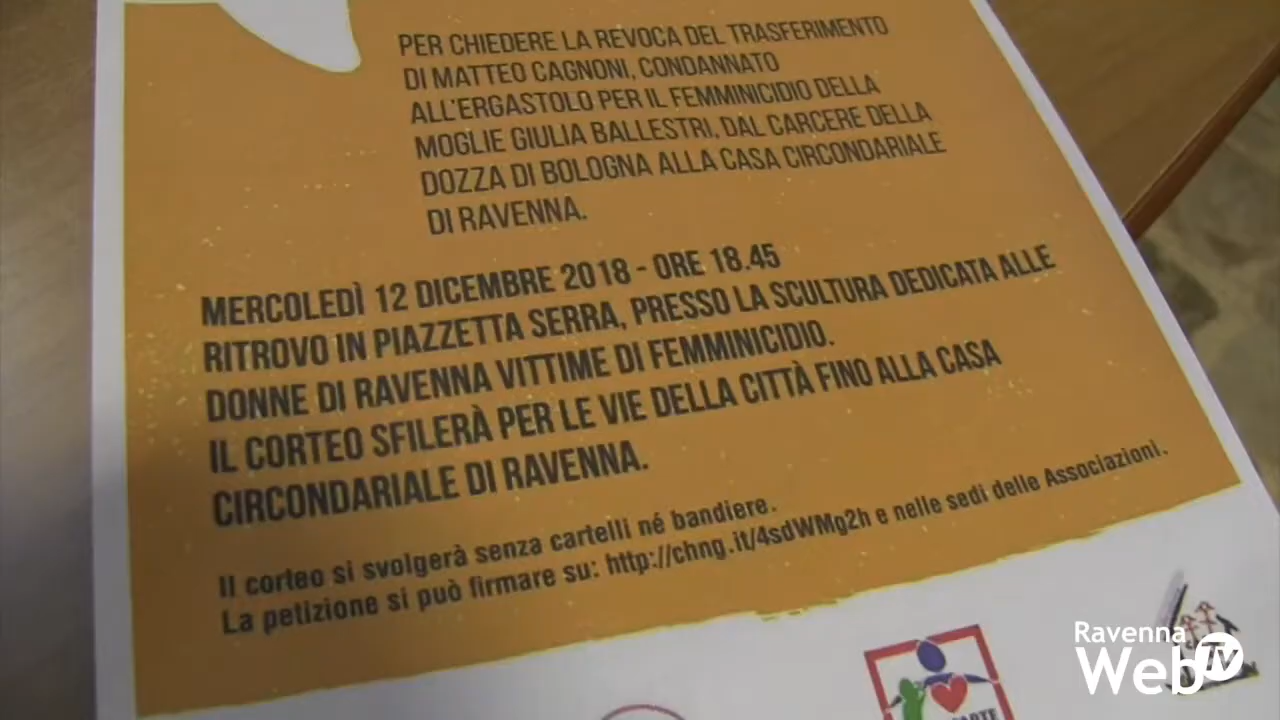 PER CHIEDERE LA REVOCA DEL TRASFERIMENTO
DI MATTEO CAGNONI, CONDANNATO
ALL'ERGASTOLO PER IL FEMMINICIDIO DELLA
MOGLIE GIULIA BALLESTRI, DAL CARCERE DELLA
DOZZA DI BOLOGNA ALLA CASA CIRCONDARIALE
DI RAVENNA.
MERCOLEDÌ 12 DICEMBRE 2018 - ORE 18.45
RITROVO IN PIAZZETTA SERRA, PRESSO LA SCULTURA DEDICATA ALLE
DONNE DI RAVENNA VITTIME DI FEMMINICIDIO.
IL CORTEO SFILERÀ PER LE VIE DELLA CITTÀ FINO ALLA CASA
CIRCONDARIALE DI RAVENNA.
Il corteo si svolgerà senza cartelli né bandiere.
La petizione si può firmare su: http://chng.it/4sdWMg2h e nelle sedi delle Associazioni.
Ravenna
Web TV